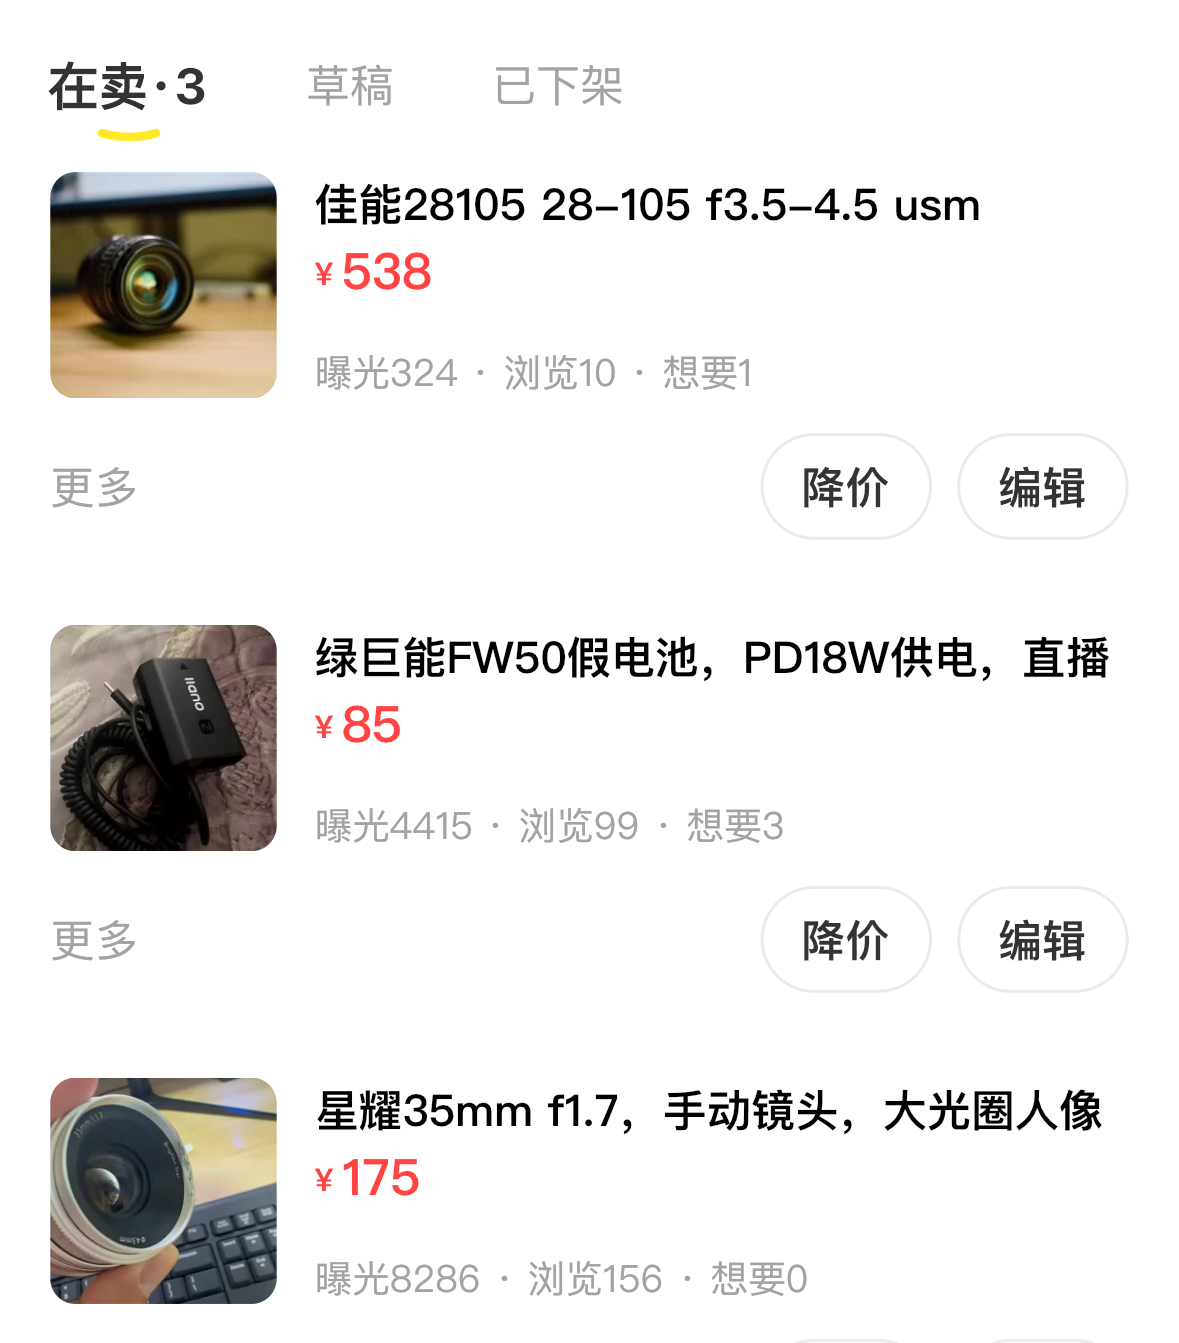 在卖·3 草稿 已下架
佳能28105 28-105 f3.5-4.5 usm
¥538
曝光324 · 浏览10 · 想要1
更多 降价 编辑
llano
绿巨能FW50假电池，PD18W供电，直播
¥85
曝光4415 · 浏览99 · 想要3
更多 降价 编辑
星耀35mm f1.7，手动镜头，大光圈人像
¥175
曝光8286 · 浏览156 · 想要0